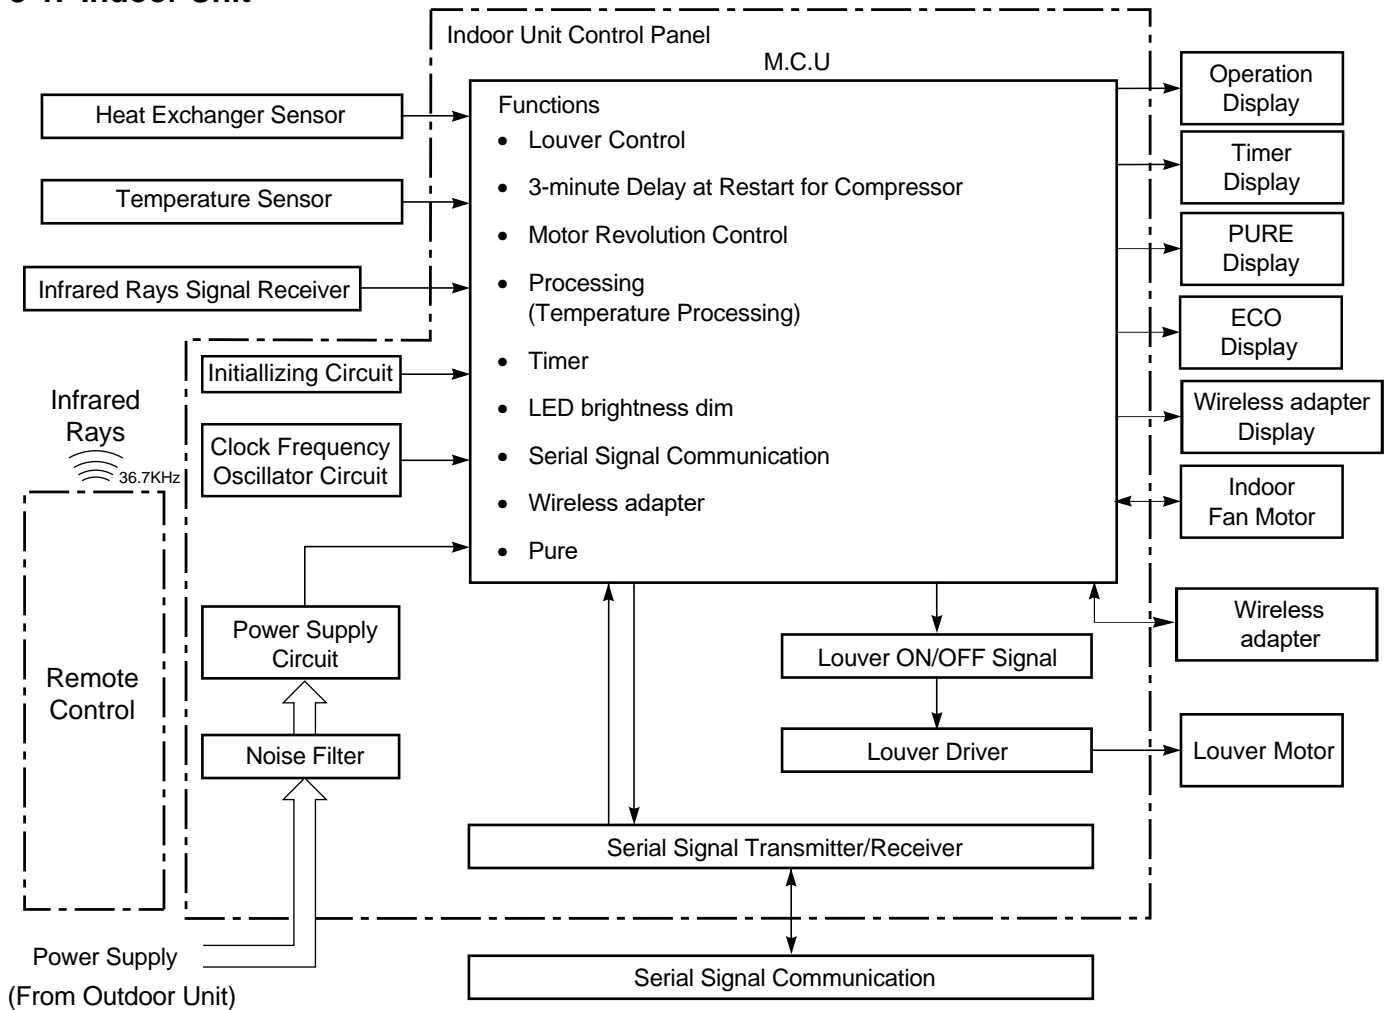 Indoor Unit Control Panel
M.C.U
Heat Exchanger Sensor
Temperature Sensor
Infrared Rays Signal Receiver
Initiallizing Circuit
Clock Frequency
Oscillator Circuit
Infrared
Rays
36.7KHz
Remote
Control
Power Supply
Circuit
Noise Filter
Power Supply
(From Outdoor Unit)
Functions
• Louver Control
• 3-minute Delay at Restart for Compressor
• Motor Revolution Control
• Processing
(Temperature Processing)
• Timer
• LED brightness dim
• Serial Signal Communication
• Wireless adapter
• Pure
Louver ON/OFF Signal
Louver Driver
Serial Signal Transmitter/Receiver
Serial Signal Communication
Operation
Display
Timer
Display
PURE
Display
ECO
Display
Wireless adapter
Display
Indoor
Fan Motor
Wireless
adapter
Louver Motor